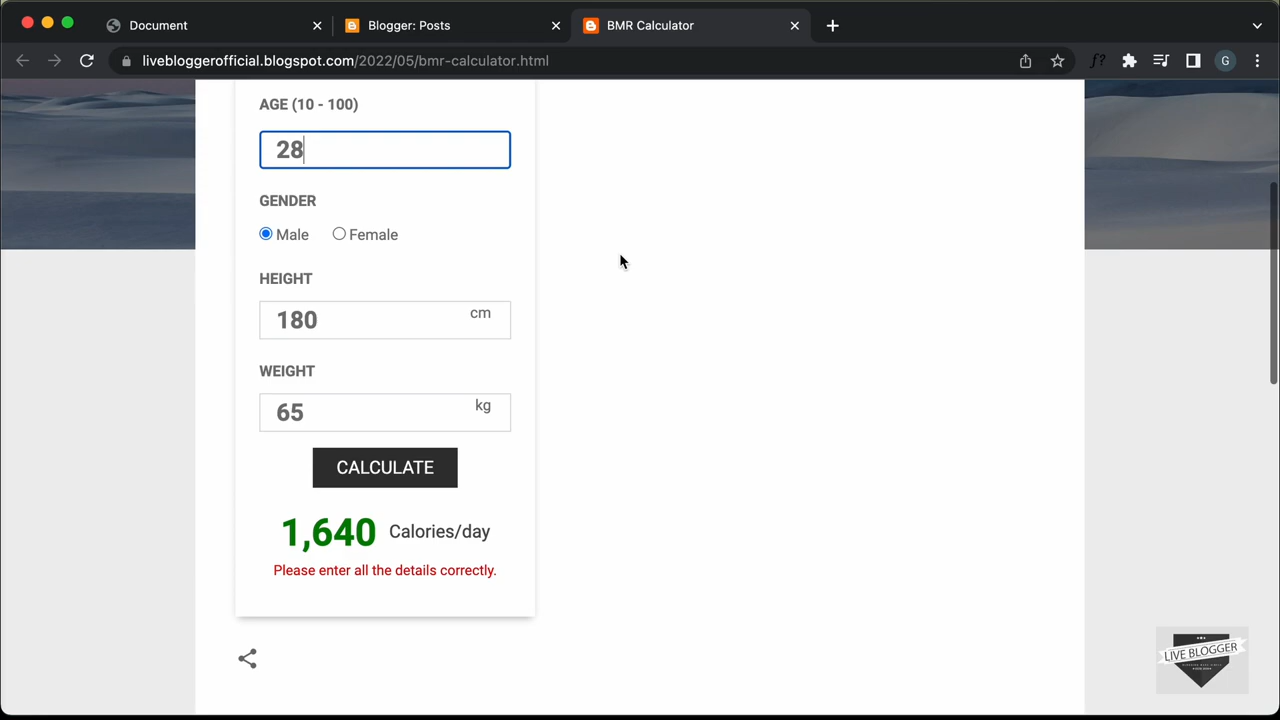 Document
Blogger: Posts
BMR Calculator
livebloggerofficial.blogspot.com/2022/05/bmr-calculator.html
f?
G
AGE (10 - 100)
28
GENDER
Male Female
HEIGHT
180 cm
WEIGHT
65 kg
CALCULATE
1,640 Calories/day
Please enter all the details correctly.
LIVE BLOGGER